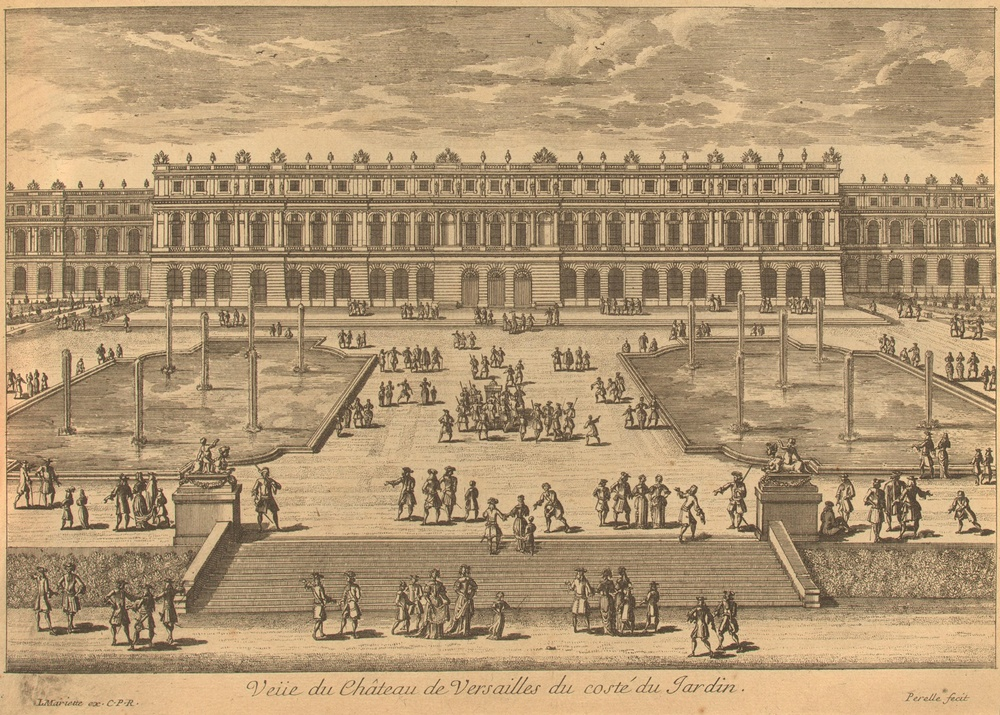 Veüe du Château de Versailles du costé du Jardin.
I.Mariette ex. C.P.R.
Perelle fecit